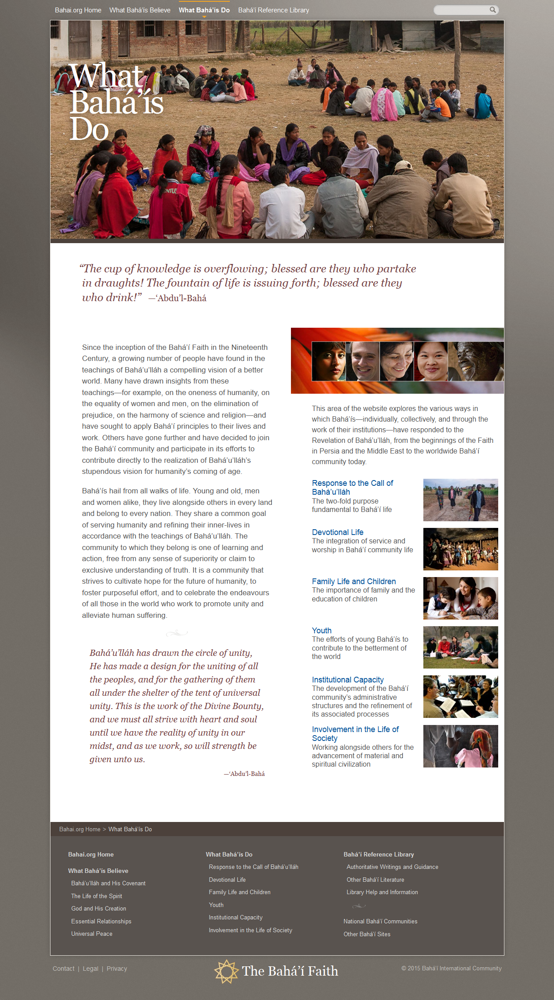 Bahai.org Home What Bahá’ís Believe What Bahá’ís Do Bahá’í Reference Library
What
Bahá’ís
Do
ENTUS
“The cup of knowledge is overflowing; blessed are they who partake
in draughts! The fountain of life is issuing forth; blessed are they
who drink!” —‘Abdu’l-Bahá
Since the inception of the Bahá’í Faith in the Nineteenth
Century, a growing number of people have found in the
teachings of Bahá’u’lláh a compelling vision of a better
world. Many have drawn insights from these
teachings—for example, on the oneness of humanity, on
the equality of women and men, on the elimination of
prejudice, on the harmony of science and religion—and
have sought to apply Bahá’í principles to their lives and
work. Others have gone further and have decided to join
the Bahá’í community and participate in its efforts to
contribute directly to the realization of Bahá’u’lláh’s
stupendous vision for humanity’s coming of age.
Bahá’ís hail from all walks of life. Young and old, men
and women alike, they live alongside others in every land
and belong to every nation. They share a common goal
of serving humanity and refining their inner-lives in
accordance with the teachings of Bahá’u’lláh. The
community to which they belong is one of learning and
action, free from any sense of superiority or claim to
exclusive understanding of truth. It is a community that
strives to cultivate hope for the future of humanity, to
foster purposeful effort, and to celebrate the endeavours
of all those in the world who work to promote unity and
alleviate human suffering.
Bahá’u’lláh has drawn the circle of unity,
He has made a design for the uniting of all
the peoples, and for the gathering of them
all under the shelter of the tent of universal
unity. This is the work of the Divine Bounty,
and we must all strive with heart and soul
until we have the reality of unity in our
midst, and as we work, so will strength be
given unto us.
—‘Abdu’l-Bahá
This area of the website explores the various ways in
which Bahá’ís—individually, collectively, and through the
work of their institutions—have responded to the
Revelation of Bahá’u’lláh, from the beginnings of the Faith
in Persia and the Middle East to the worldwide Bahá’í
community today.
Response to the Call of
Bahá’u’lláh
The two-fold purpose
fundamental to Bahá’í life
Devotional Life
The integration of service and
worship in Bahá’í community life
Family Life and Children
The importance of family and the
education of children
Youth
The efforts of young Bahá’ís to
contribute to the betterment of
the world
Institutional Capacity
The development of the Bahá’í
community’s administrative
structures and the refinement of
its associated processes
Involvement in the Life of
Society
Working alongside others for the
advancement of material and
spiritual civilization
Bahai.org Home > What Bahá’ís Do
Bahai.org Home
What Bahá’ís Believe
Bahá’u’lláh and His Covenant
The Life of the Spirit
God and His Creation
Essential Relationships
Universal Peace
What Bahá’ís Do
Response to the Call of Bahá’u’lláh
Devotional Life
Family Life and Children
Youth
Institutional Capacity
Involvement in the Life of Society
Bahá’í Reference Library
Authoritative Writings and Guidance
Other Bahá’í Literature
Library Help and Information
National Bahá’í Communities
Other Bahá’í Sites
Contact | Legal | Privacy
The Bahá’í Faith
© 2015 Bahá’í International Community